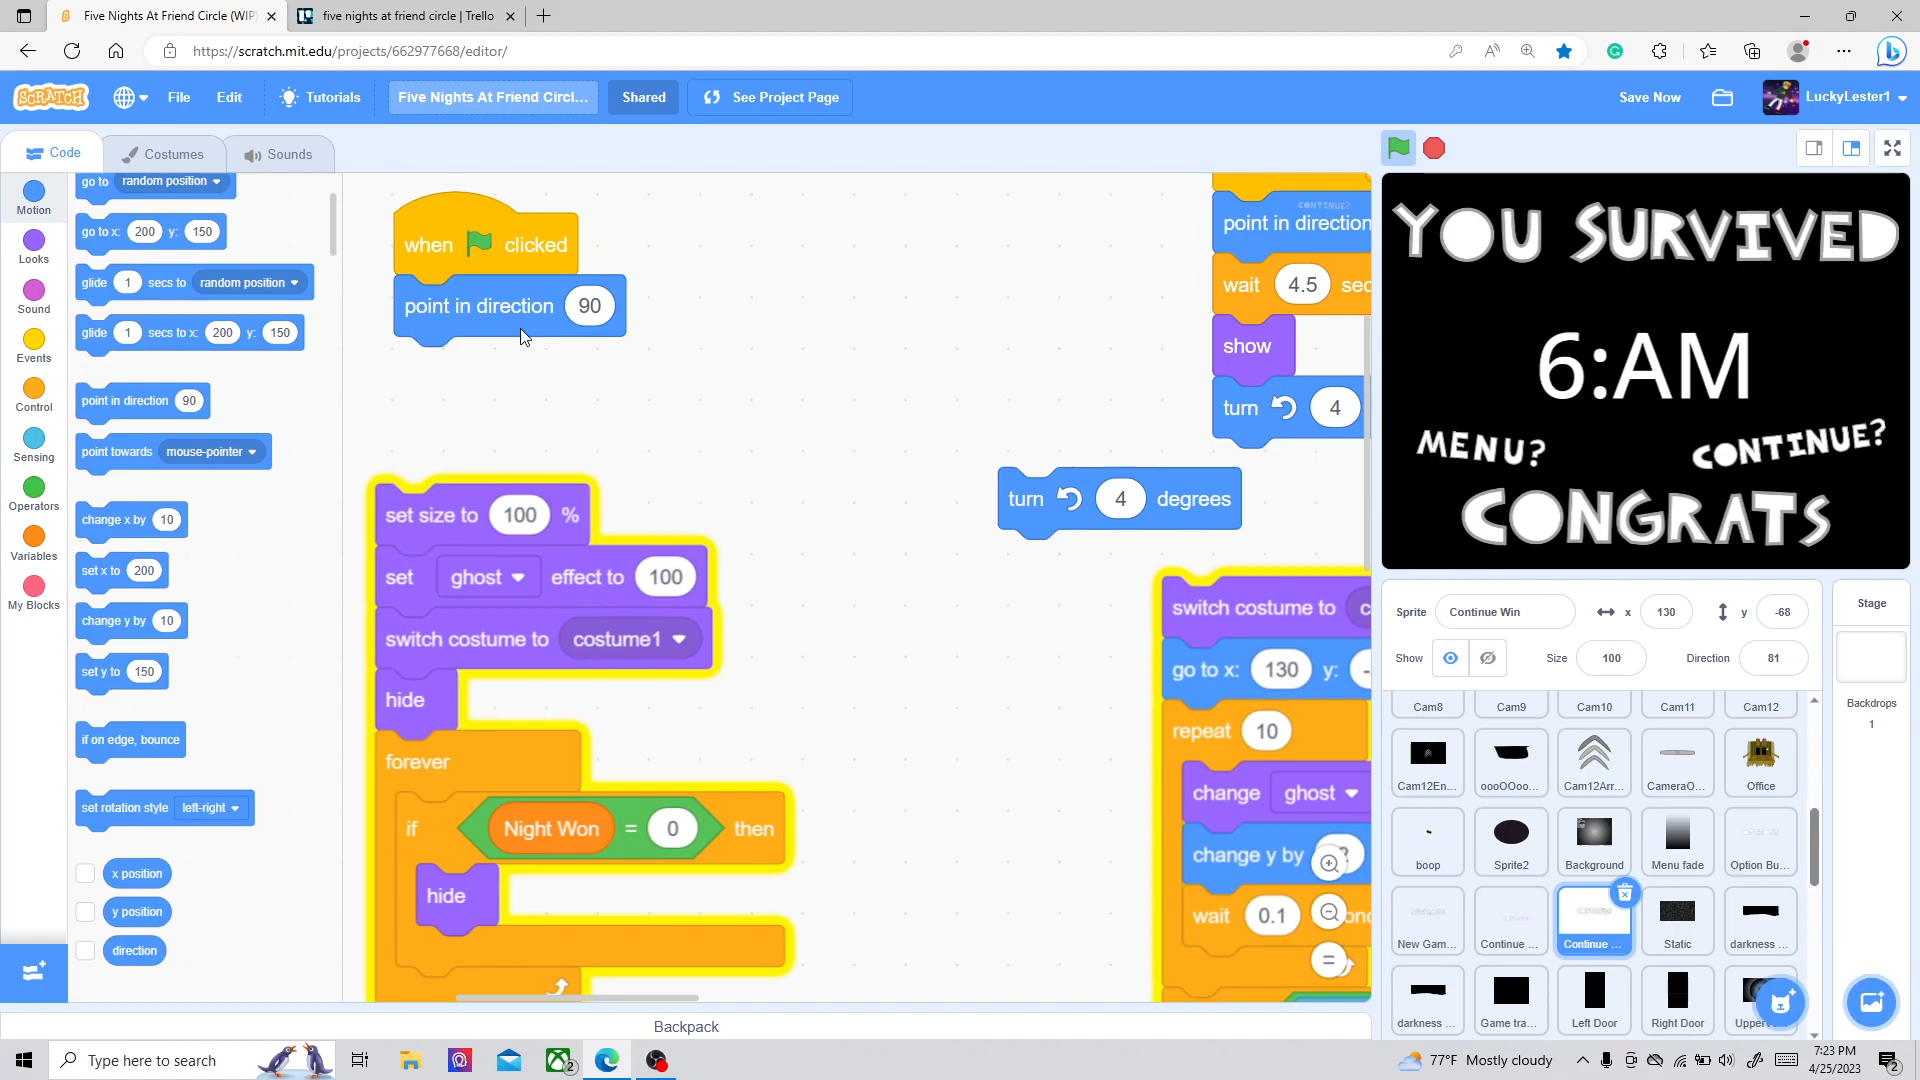 Five Nights At Friend Circle (WIP)
five nights at friend circle | Trello
https://scratch.mit.edu/projects/662977668/editor/
SCRATCH
File
Edit
Tutorials
Five Nights At Friend Circl...
Shared
See Project Page
Save Now
LuckyLester1
Code
Costumes
Sounds
Motion
Looks
Sound
Events
Control
Sensing
Operators
Variables
My Blocks
go to random position
go to x: 200 y: 150
glide 1 secs to random position
glide 1 secs to x: 200 y: 150
point in direction 90
point towards mouse-pointer
change x by 10
set x to 200
change y by 10
set y to 150
if on edge, bounce
set rotation style left-right
x position
y position
direction
when clicked
point in direction 90
set size to 100 %
set ghost effect to 100
switch costume to costume1
hide
forever
if Night Won = 0 then
hide
CONTINUE?
point in direction
wait 4.5 sec
show
turn 4
turn 4 degrees
switch costume to
go to x: 130 y: -
repeat 10
change ghost
change y by
wait 0.1 ond
Backpack
YOU SURVIVED
6:AM
MENU?
CONTINUE?
CONGRATS
Sprite Continue Win x 130 y -68
Show Size 100 Direction 81
Stage
Backdrops
1
Cam8 Cam9 Cam10 Cam11 Cam12
Cam12En... oooOOoo... Cam12Arr... CameraO... Office
boop Sprite2 Background Menu fade Option Bu...
New Gam... Continue ... Continue ... Static darkness ...
darkness ... Game tra... Left Door Right Door Upper
Type here to search
2
77°F Mostly cloudy
7:23 PM
4/25/2023
2